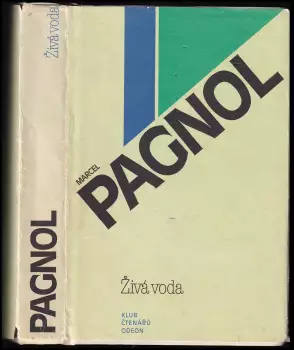 Živá voda
PAGNOL
MARCEL
PAGNOL
Živá voda
KLUB
ČTENÁŘŮ
ODEON